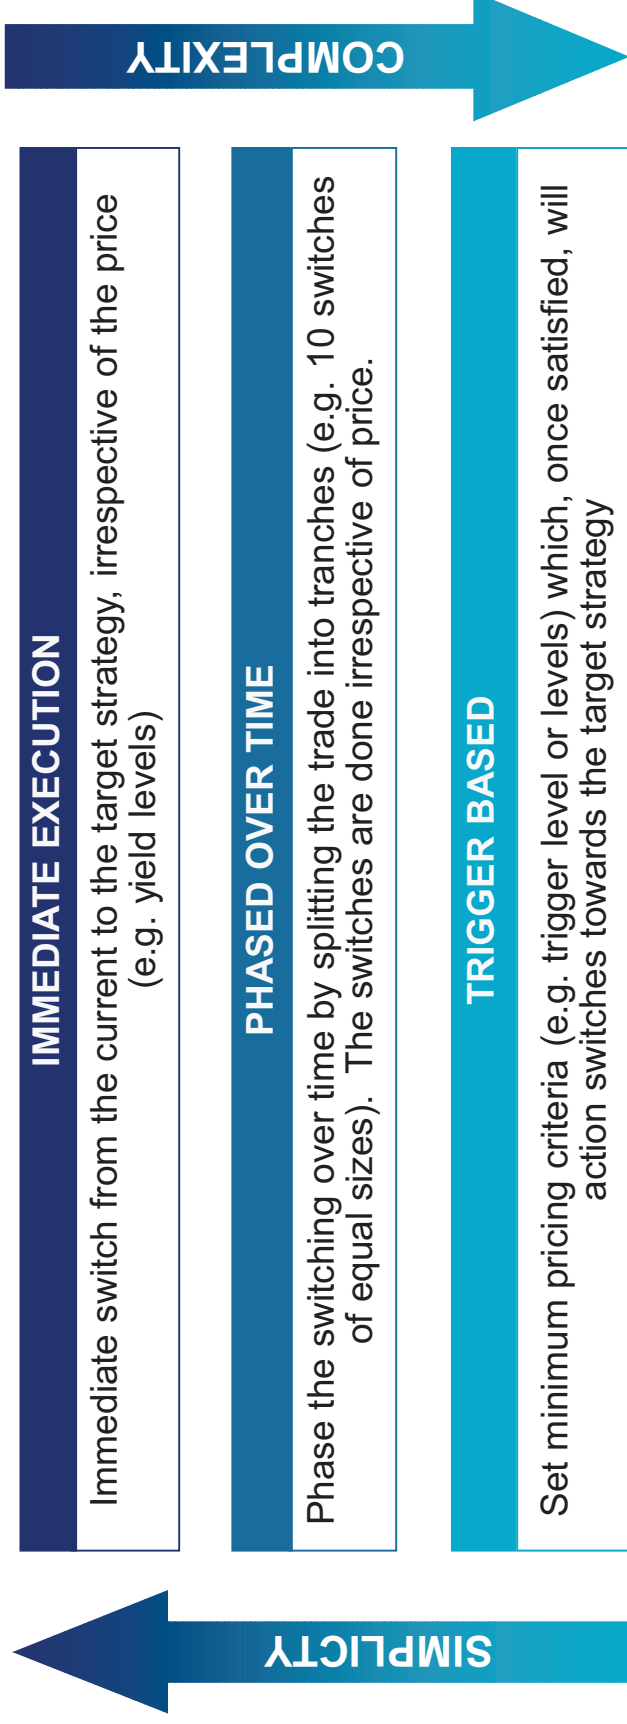 SIMPLICTY
IMMEDIATE EXECUTION
Immediate switch from the current to the target strategy, irrespective of the price
(e.g. yield levels)
PHASED OVER TIME
Phase the switching over time by splitting the trade into tranches (e.g. 10 switches
of equal sizes).  The switches are done irrespective of price.
TRIGGER BASED
Set minimum pricing criteria (e.g. trigger level or levels) which, once satisfied, will
action switches towards the target strategy
COMPLEXITY